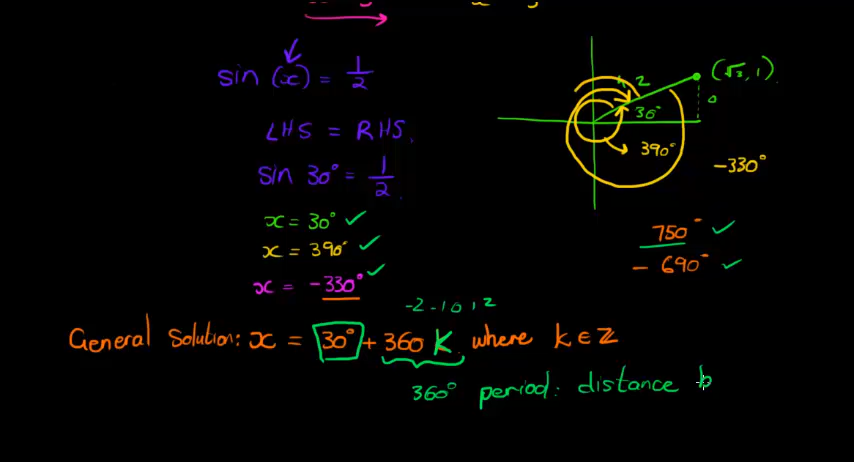 sin (x) = 1/2
LHS = RHS.
sin 30° = 1/2.
x = 30° ✓
x = 390° ✓
x = -330° ✓
2
(√3, 1)
30°
390°
-330°
750° ✓
- 690° ✓
-2 -1 0 1 2
General Solution: x = 30° + 360 K. where k ∈ ℤ
360° period: distance b